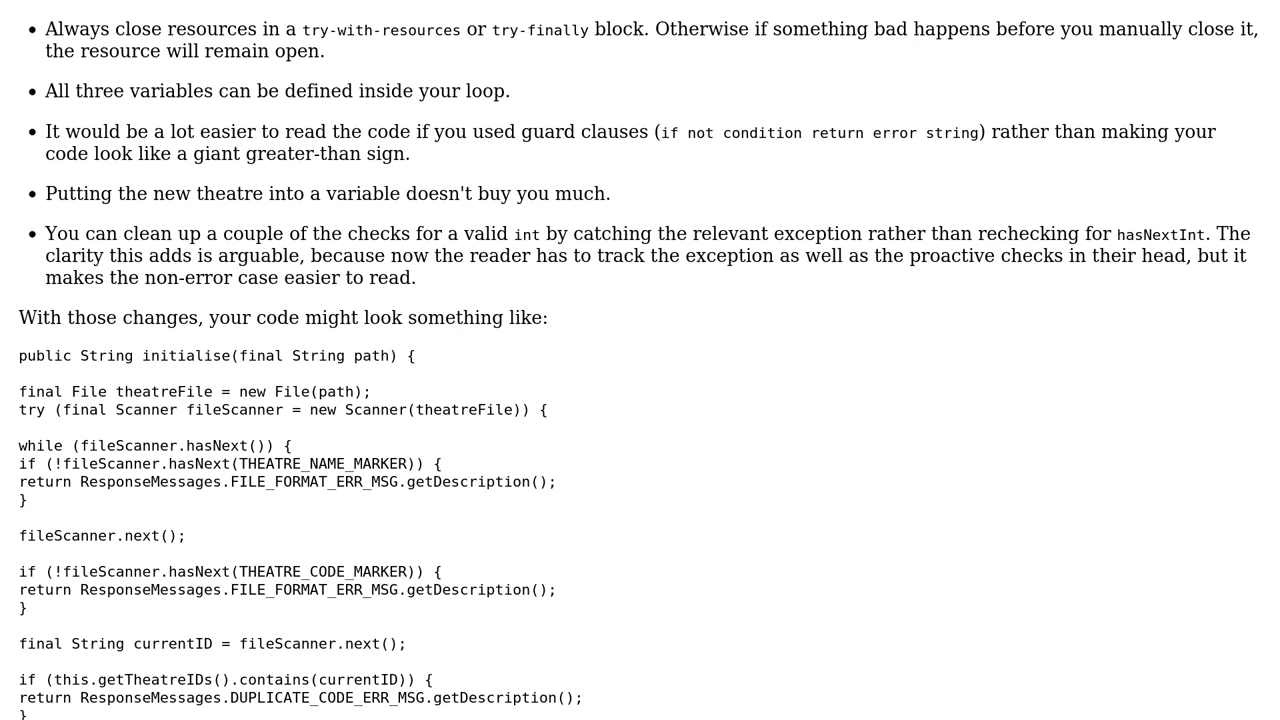 • Always close resources in a try-with-resources or try-finally block. Otherwise if something bad happens before you manually close it,
the resource will remain open.
• All three variables can be defined inside your loop.
• It would be a lot easier to read the code if you used guard clauses (if not condition return error string) rather than making your
code look like a giant greater-than sign.
• Putting the new theatre into a variable doesn't buy you much.
• You can clean up a couple of the checks for a valid int by catching the relevant exception rather than rechecking for hasNextInt. The
clarity this adds is arguable, because now the reader has to track the exception as well as the proactive checks in their head, but it
makes the non-error case easier to read.
With those changes, your code might look something like:
public String initialise(final String path) {
final File theatreFile = new File(path);
try (final Scanner fileScanner = new Scanner(theatreFile)) {
while (fileScanner.hasNext()) {
if (!fileScanner.hasNext(THEATRE_NAME_MARKER)) {
return ResponseMessages.FILE_FORMAT_ERR_MSG.getDescription();
}
fileScanner.next();
if (!fileScanner.hasNext(THEATRE_CODE_MARKER)) {
return ResponseMessages.FILE_FORMAT_ERR_MSG.getDescription();
}
final String currentID = fileScanner.next();
if (this.getTheatreIDs().contains(currentID)) {
return ResponseMessages.DUPLICATE_CODE_ERR_MSG.getDescription();
}